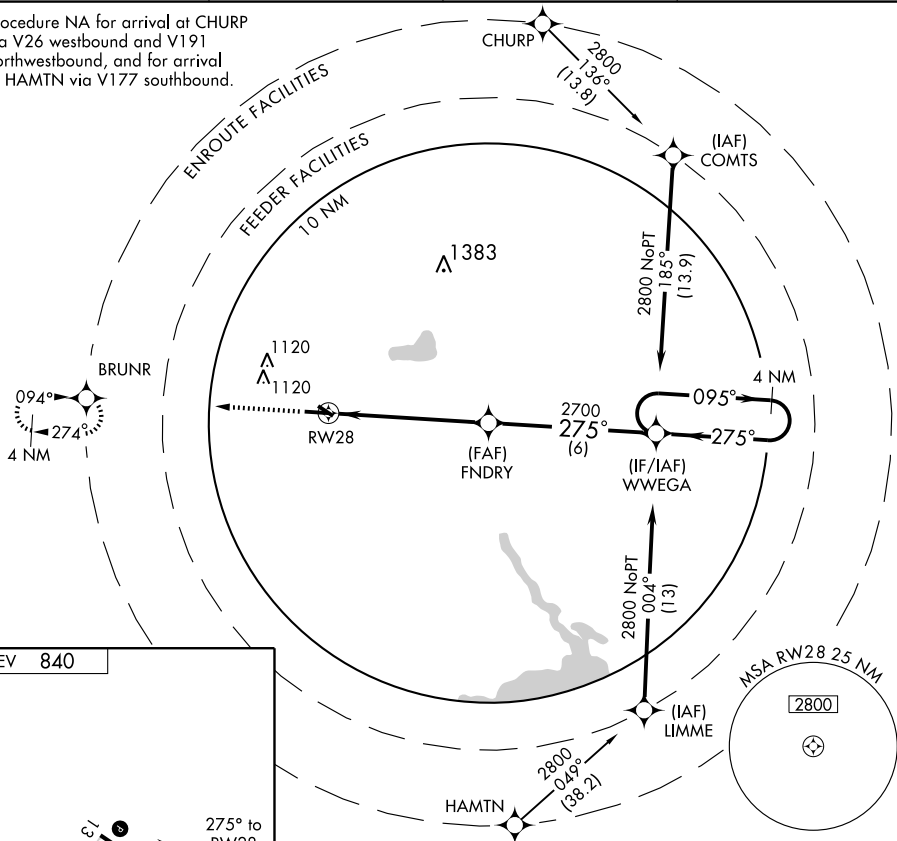 ocedure NA for arrival at CHURP
a V26 westbound and V191
rthwestbound, and for arrival
HAMTN via V177 southbound.
ENROUTE FACILITIES
FEEDER FACILITIES
10 NM
CHURP
2800
136°
(13.8)
(IAF)
COMTS
2800 NoPT
185°
(13.9)
1383
1120
1120
BRUNR
094°
274°
4 NM
RW28
(FAF)
FNDRY
2700
275°
(6)
(IF/IAF)
WWEGA
095°
275°
4 NM
2800 NoPT
004°
(13)
(IAF)
LIMME
2800
049°
(38.2)
HAMTN
MSA RW28 25 NM
2800
EV 840
13
P
275° to